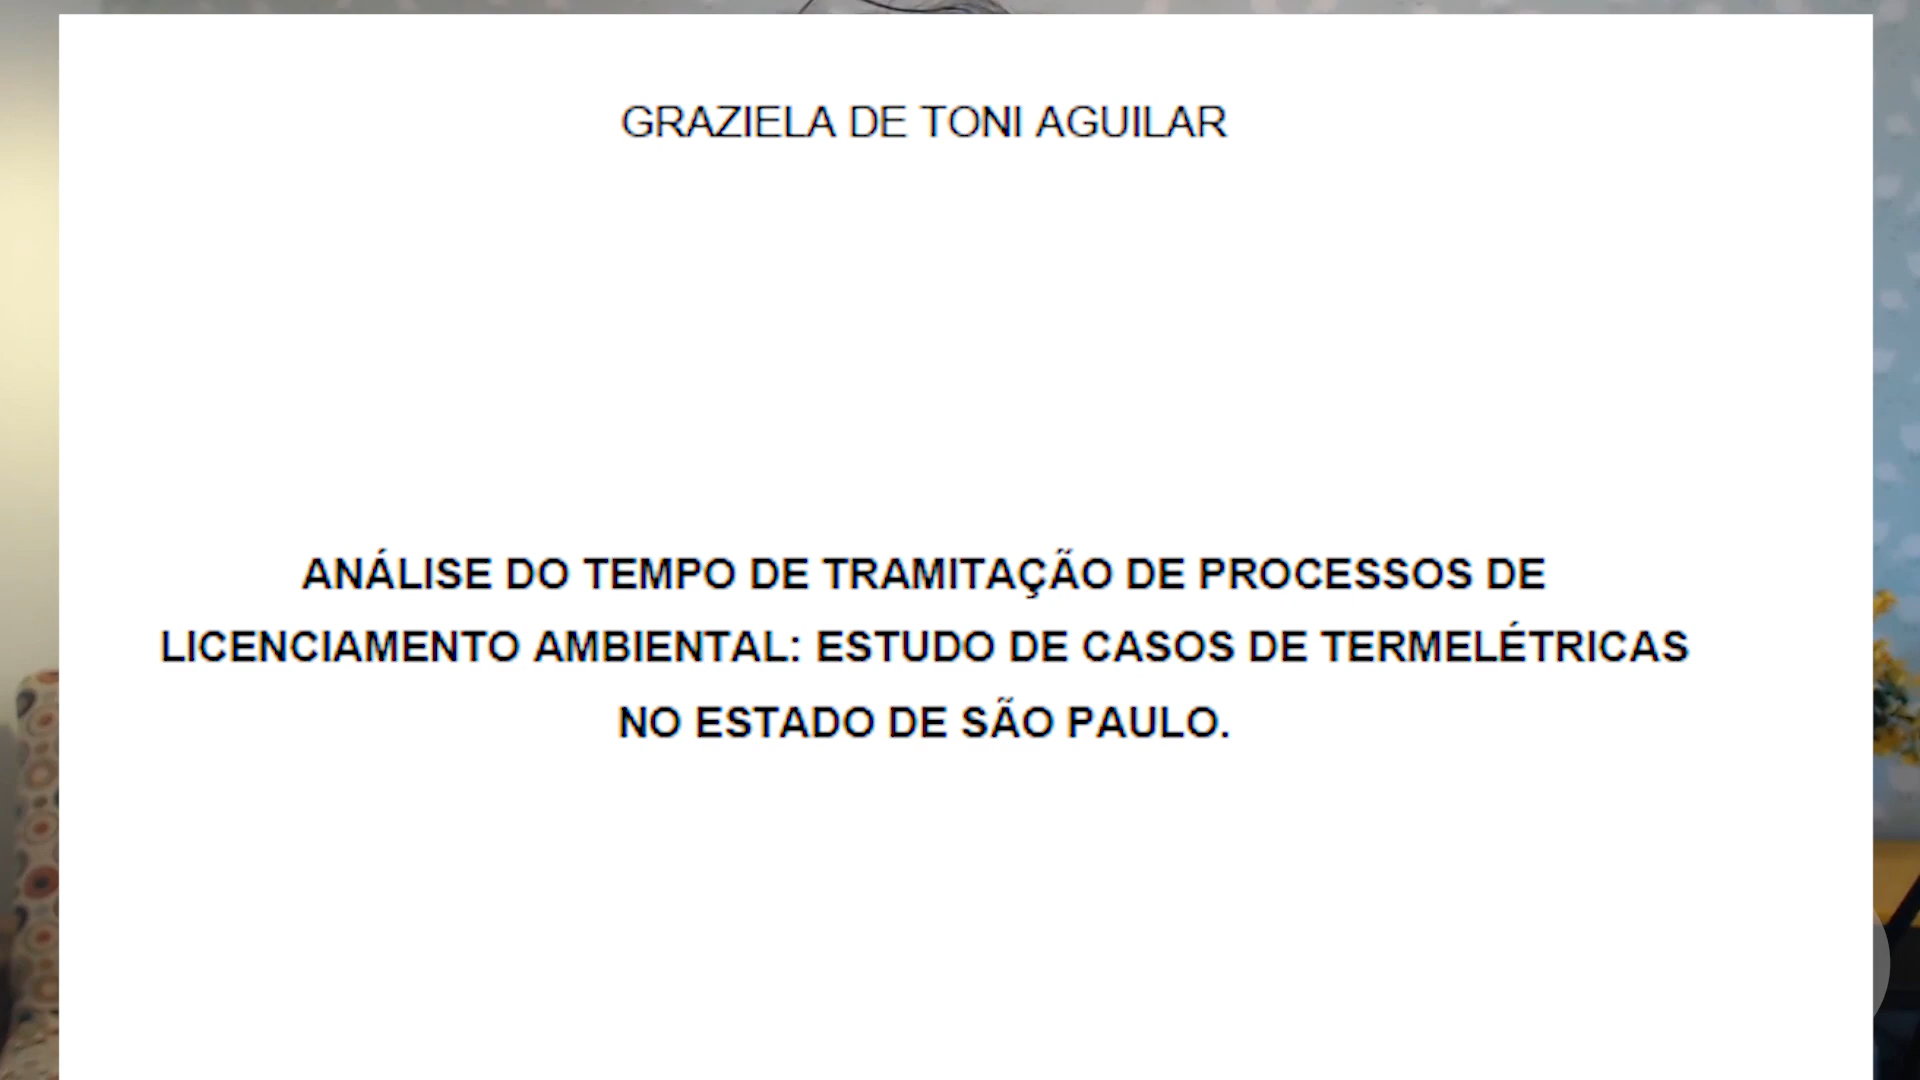 GRAZIELA DE TONI AGUILAR
ANÁLISE DO TEMPO DE TRAMITAÇÃO DE PROCESSOS DE
LICENCIAMENTO AMBIENTAL: ESTUDO DE CASOS DE TERMELÉTRICAS
NO ESTADO DE SÃO PAULO.